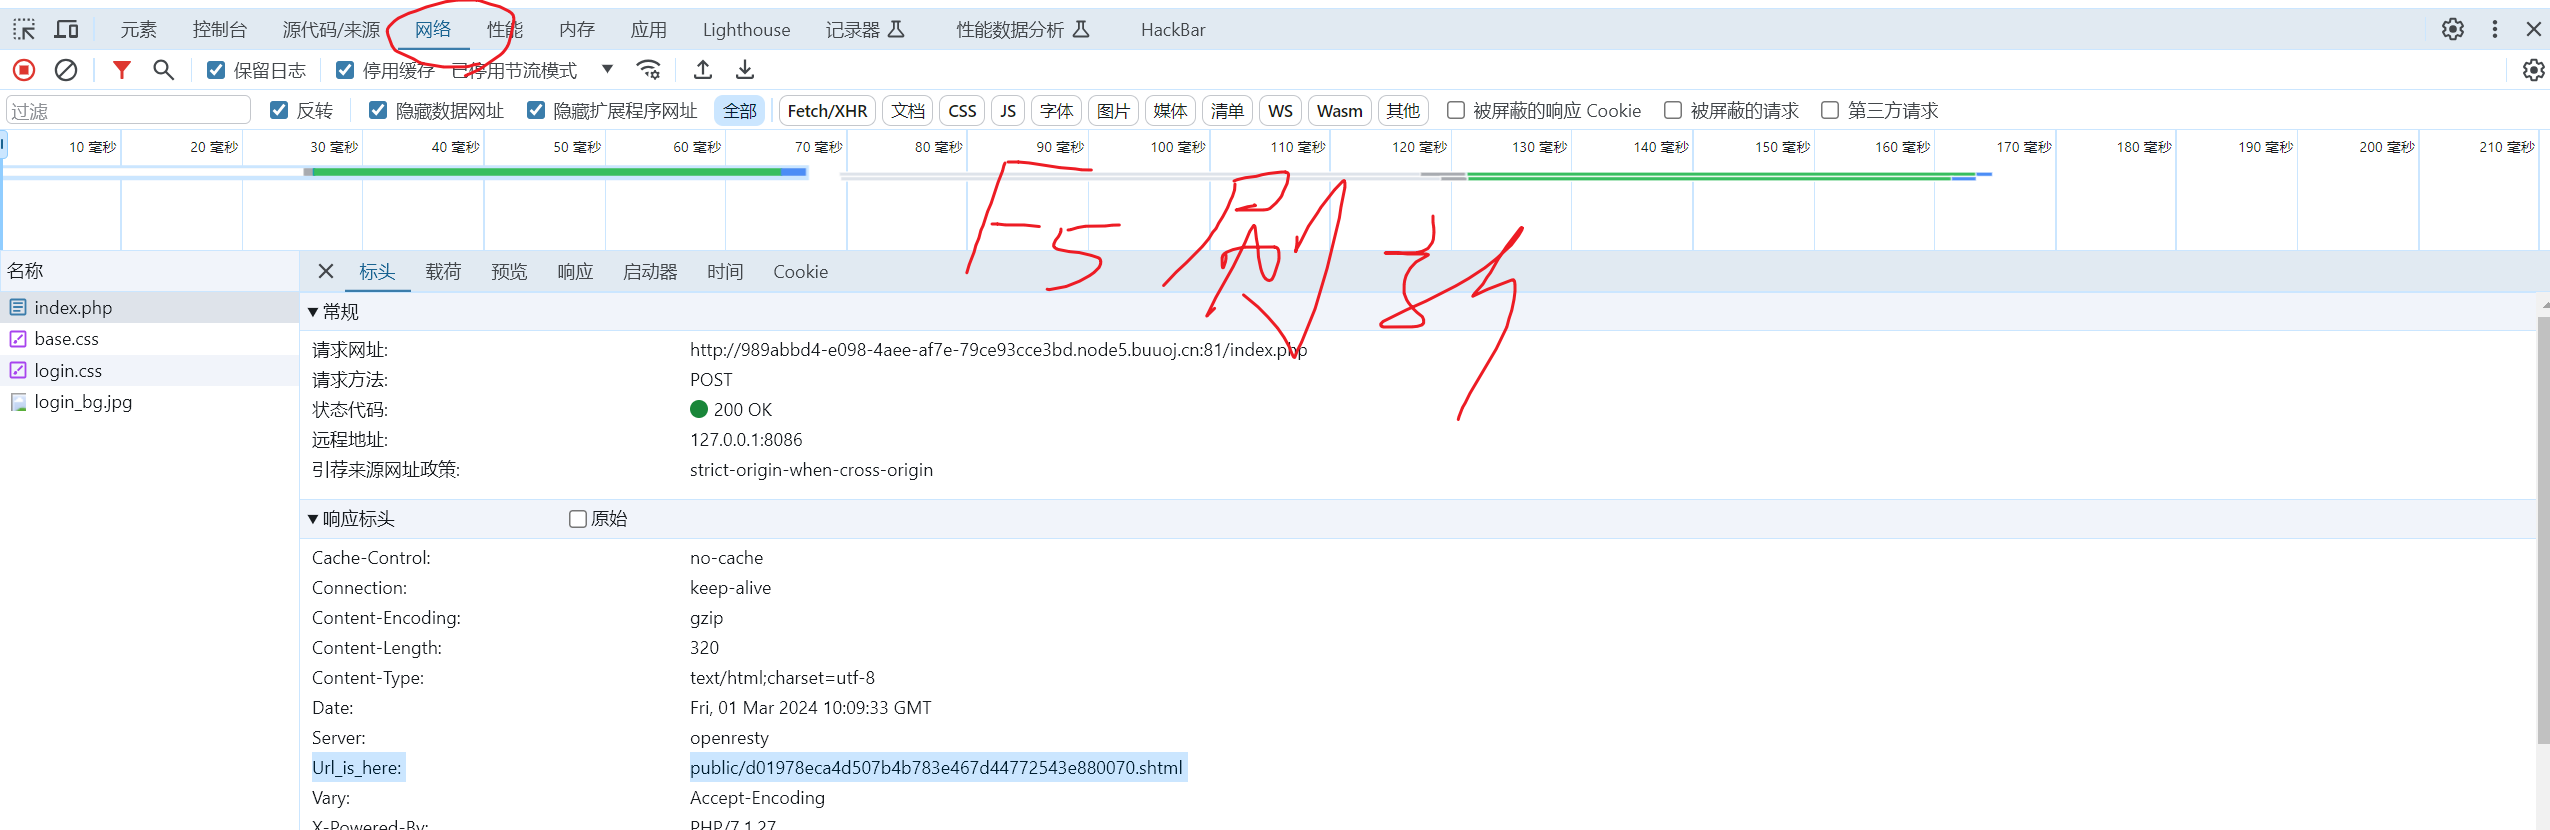 元素 控制台 源代码/来源 网络 性能 内存 应用 Lighthouse 记录器 性能数据分析 HackBar
保留日志 停用缓存 已停用节流模式
过滤 反转 隐藏数据网址 隐藏扩展程序网址 全部 Fetch/XHR 文档 CSS JS 字体 图片 媒体 清单 WS Wasm 其他 被屏蔽的响应 Cookie 被屏蔽的请求 第三方请求
10 毫秒 20 毫秒 30 毫秒 40 毫秒 50 毫秒 60 毫秒 70 毫秒 80 毫秒 90 毫秒 100 毫秒 110 毫秒 120 毫秒 130 毫秒 140 毫秒 150 毫秒 160 毫秒 170 毫秒 180 毫秒 190 毫秒 200 毫秒 210 毫秒
F5 刷新
名称 标头 载荷 预览 响应 启动器 时间 Cookie
index.php
base.css
login.css
login_bg.jpg
常规
请求网址: http://989abbd4-e098-4aee-af7e-79ce93cce3bd.node5.buuoj.cn:81/index.php
请求方法: POST
状态代码: 200 OK
远程地址: 127.0.0.1:8086
引荐来源网址政策: strict-origin-when-cross-origin
响应标头 原始
Cache-Control: no-cache
Connection: keep-alive
Content-Encoding: gzip
Content-Length: 320
Content-Type: text/html;charset=utf-8
Date: Fri, 01 Mar 2024 10:09:33 GMT
Server: openresty
Url_is_here: public/d01978eca4d507b4b783e467d44772543e880070.shtml
Vary: Accept-Encoding
X-Powered-By: PHP/7.1.27